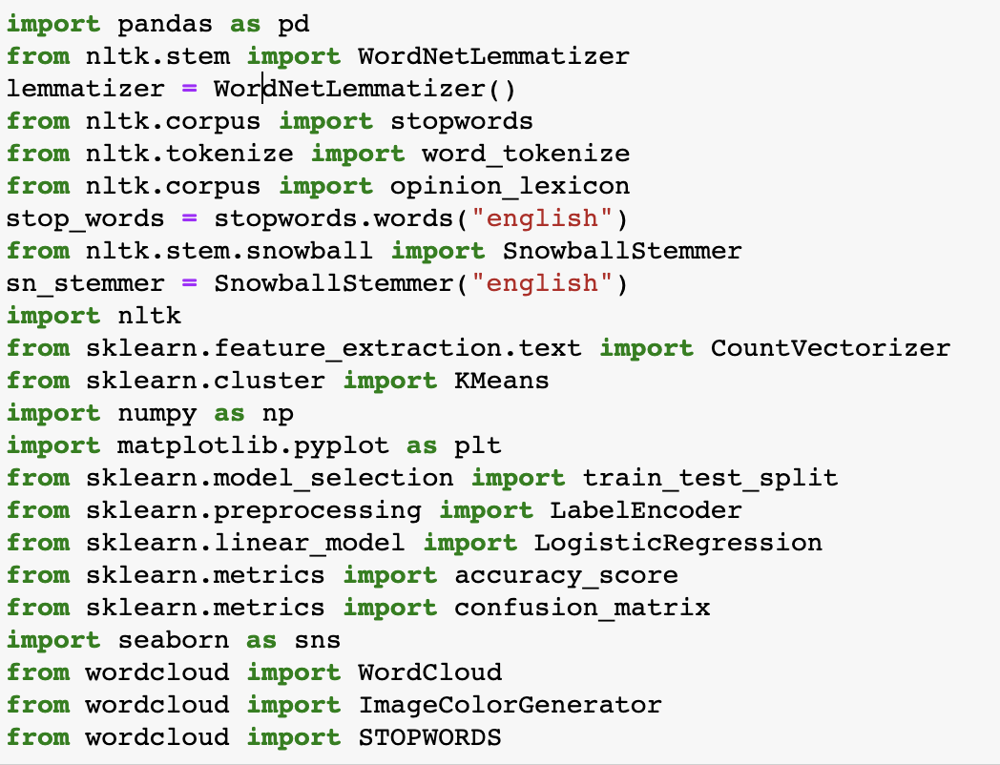 import pandas as pd
from nltk.stem import WordNetLemmatizer
lemmatizer = WordNetLemmatizer()
from nltk.corpus import stopwords
from nltk.tokenize import word_tokenize
from nltk.corpus import opinion_lexicon
stop_words = stopwords.words("english")
from nltk.stem.snowball import SnowballStemmer
sn_stemmer = SnowballStemmer("english")
import nltk
from sklearn.feature_extraction.text import CountVectorizer
from sklearn.cluster import KMeans
import numpy as np
import matplotlib.pyplot as plt
from sklearn.model_selection import train_test_split
from sklearn.preprocessing import LabelEncoder
from sklearn.linear_model import LogisticRegression
from sklearn.metrics import accuracy_score
from sklearn.metrics import confusion_matrix
import seaborn as sns
from wordcloud import WordCloud
from wordcloud import ImageColorGenerator
from wordcloud import STOPWORDS